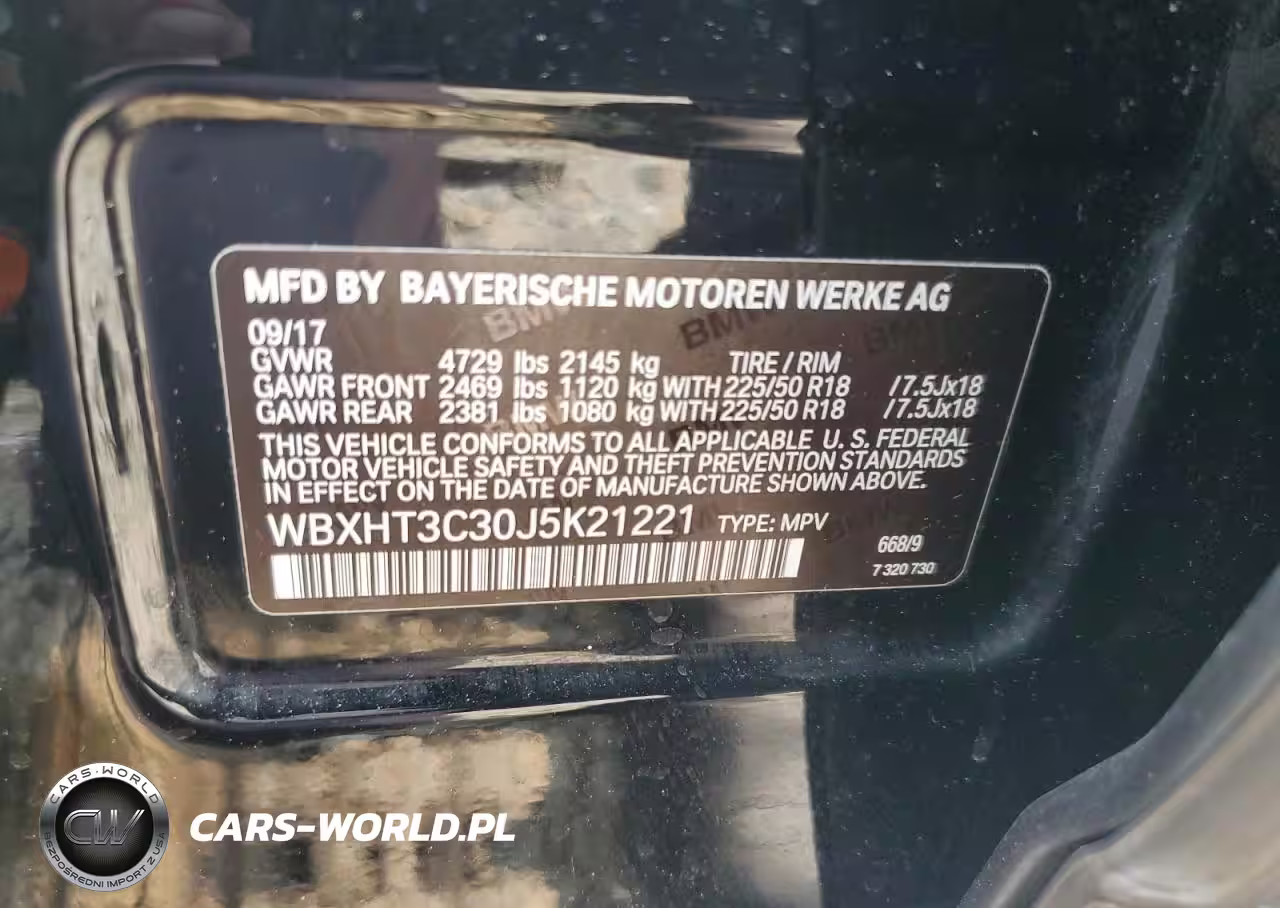 MFD BY BAYERISCHE MOTOREN WERKE AG
09/17
GVWR 4729 lbs 2145 kg TIRE / RIM
GAWR FRONT 2469 lbs 1120 kg WITH 225/50 R18 /7.5Jx18
GAWR REAR 2381 lbs 1080 kg WITH 225/50 R18 /7.5Jx18
THIS VEHICLE CONFORMS TO ALL APPLICABLE U. S. FEDERAL
MOTOR VEHICLE SAFETY AND THEFT PREVENTION STANDARDS
IN EFFECT ON THE DATE OF MANUFACTURE SHOWN ABOVE.
WBXHT3C30J5K21221 TYPE: MPV
668/9
7 320 730
CARS-WORLD
CW
BEZPOŚREDNI IMPORT Z USA
CARS-WORLD.PL